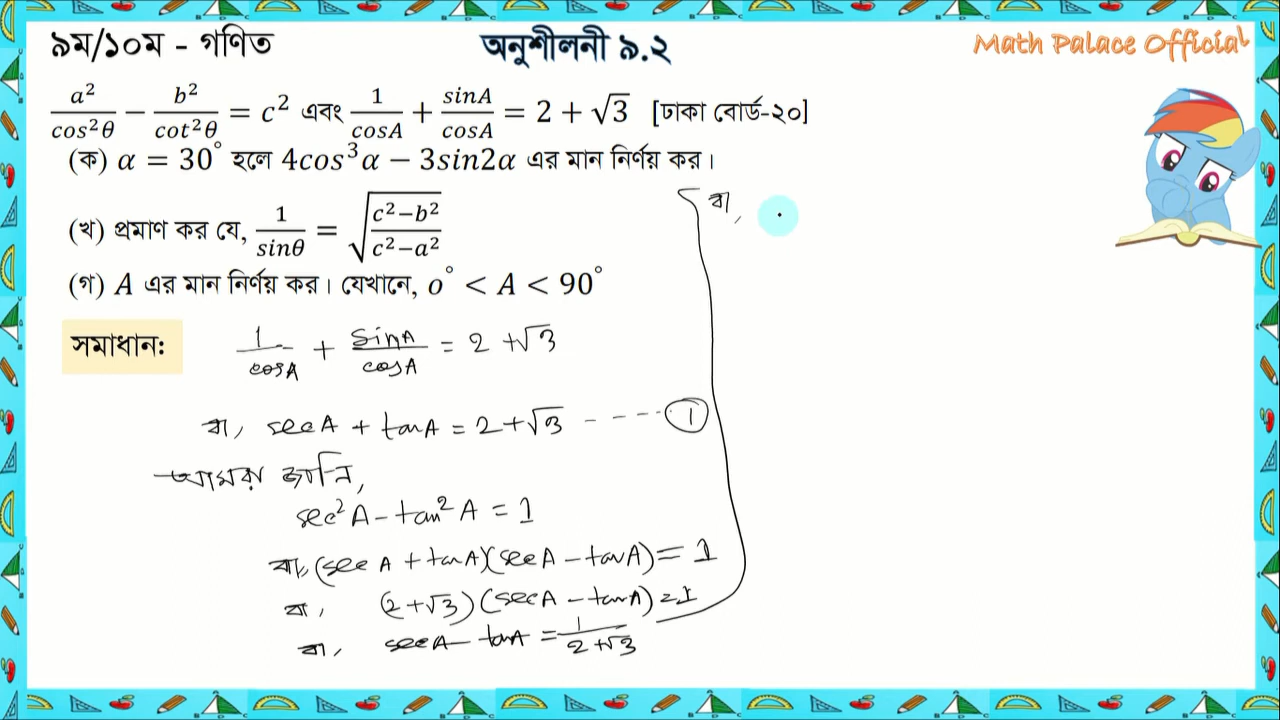 ৯ম/১০ম - গণিত
অনুশীলনী ৯.২
Math Palace Official
a²/cos²θ − b²/cot²θ = c² এবং 1/cosA + sinA/cosA = 2 + √3 [ঢাকা বোর্ড-২০]
(ক) α = 30° হলে 4cos³α − 3sin2α এর মান নির্ণয় কর।
(খ) প্রমাণ কর যে, 1/sinθ = √((c²−b²)/(c²−a²))
(গ) A এর মান নির্ণয় কর। যেখানে, o° < A < 90°
সমাধান:
1/cosA + sinA/cosA = 2 + √3
বা, secA + tanA = 2 + √3 ---- ①
আমরা জানি,
sec²A − tan²A = 1
বা, (secA + tanA)(secA − tanA) = 1
বা, (2 + √3)(secA − tanA) = 1
বা, secA − tanA = 1/(2 + √3)
বা,